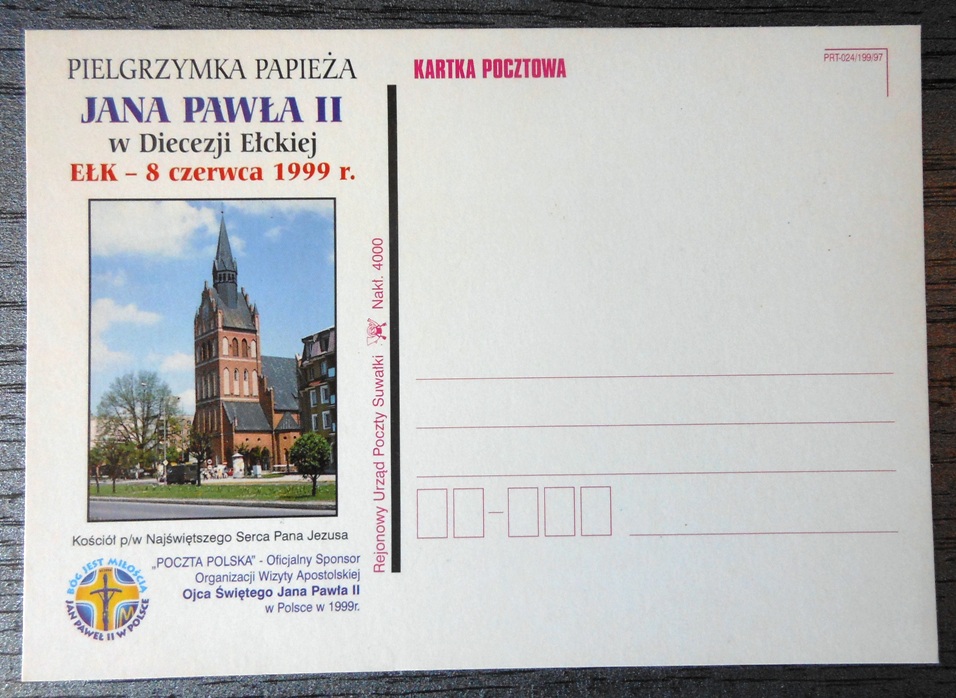 PIELGRZYMKA PAPIEŻA
JANA PAWŁA II
w Diecezji Ełckiej
EŁK – 8 czerwca 1999 r.
Kościół p/w Najświętszego Serca Pana Jezusa
BÓG JEST MIŁOŚCIĄ
JAN PAWEŁ II W POLSCE
M
„POCZTA POLSKA" - Oficjalny Sponsor
Organizacji Wizyty Apostolskiej
Ojca Świętego Jana Pawła II
w Polsce w 1999r.
Rejonowy Urząd Poczty Suwałki Nakł. 4000
KARTKA POCZTOWA
PRT-024/199/97